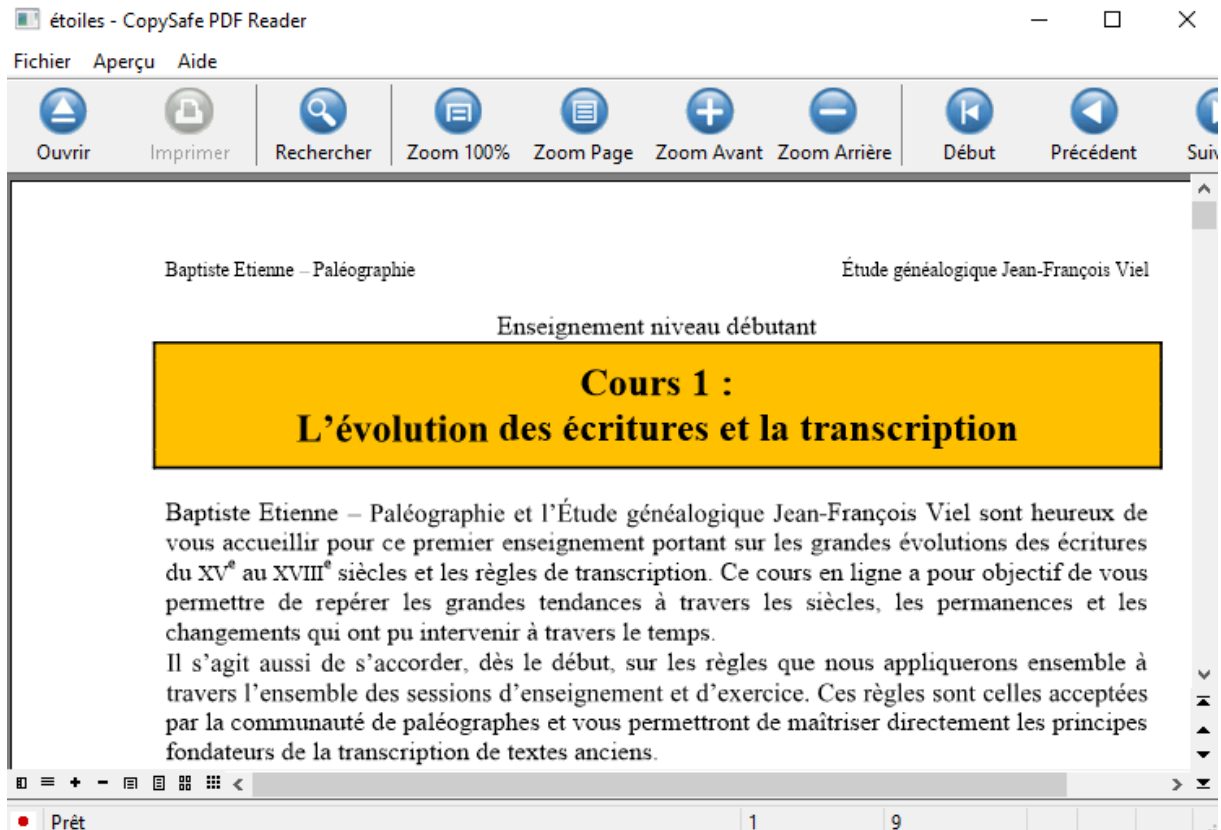 étoiles - CopySafe PDF Reader
Fichier Aperçu Aide
Ouvrir Imprimer Rechercher Zoom 100% Zoom Page Zoom Avant Zoom Arrière Début Précédent Suiv
Baptiste Etienne – Paléographie Étude généalogique Jean-François Viel
Enseignement niveau débutant
Cours 1 :
L’évolution des écritures et la transcription
Baptiste Etienne – Paléographie et l’Étude généalogique Jean-François Viel sont heureux de
vous accueillir pour ce premier enseignement portant sur les grandes évolutions des écritures
du XVe au XVIIIe siècles et les règles de transcription. Ce cours en ligne a pour objectif de vous
permettre de repérer les grandes tendances à travers les siècles, les permanences et les
changements qui ont pu intervenir à travers le temps.
Il s’agit aussi de s’accorder, dès le début, sur les règles que nous appliquerons ensemble à
travers l’ensemble des sessions d’enseignement et d’exercice. Ces règles sont celles acceptées
par la communauté de paléographes et vous permettront de maîtriser directement les principes
fondateurs de la transcription de textes anciens.
Prêt 1 9